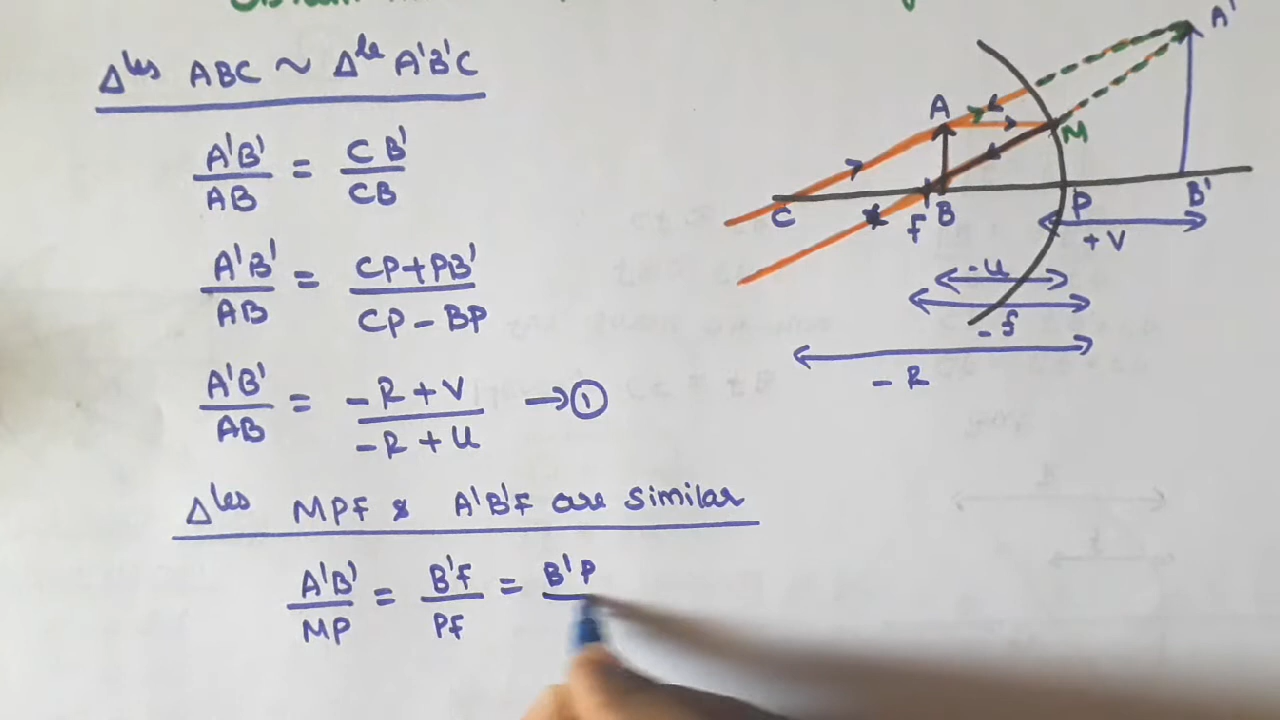 Δles ABC ~ Δle A'B'C
A'B'/AB = CB'/CB
A'B'/AB = CP+PB'/CP-BP
A'B'/AB = -R+V/-R+U →①
Δles MPF & A'B'F are similar
A'B'/MP = B'F/PF = B'P
A'
A
M
C
F
B
P
B'
+V
-U
-f
-R